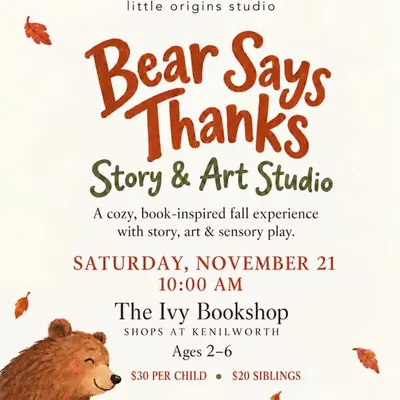 little origins studio
Bear Says
Thanks
Story & Art Studio
A cozy, book-inspired fall experience
with story, art & sensory play.
SATURDAY, NOVEMBER 21
10:00 AM
The Ivy Bookshop
SHOPS AT KENILWORTH
Ages 2–6
$30 PER CHILD • $20 SIBLINGS